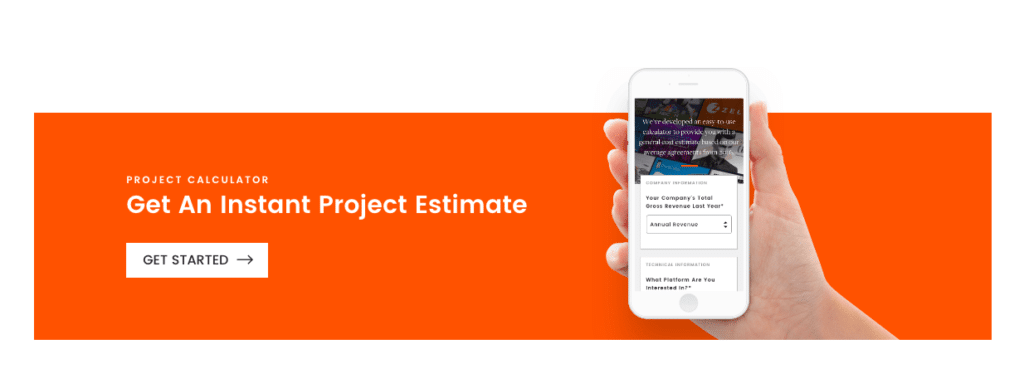 PROJECT CALCULATOR
Get An Instant Project Estimate
GET STARTED
ZEL
We've developed an easy-to-use
calculator to provide you with a
general cost estimate based on our
average agreements from
COMPANY INFORMATION
Your Company's Total
Gross Revenue Last Year*
Annual Revenue
TECHNICAL INFORMATION
What Platform Are You
Interested In?*